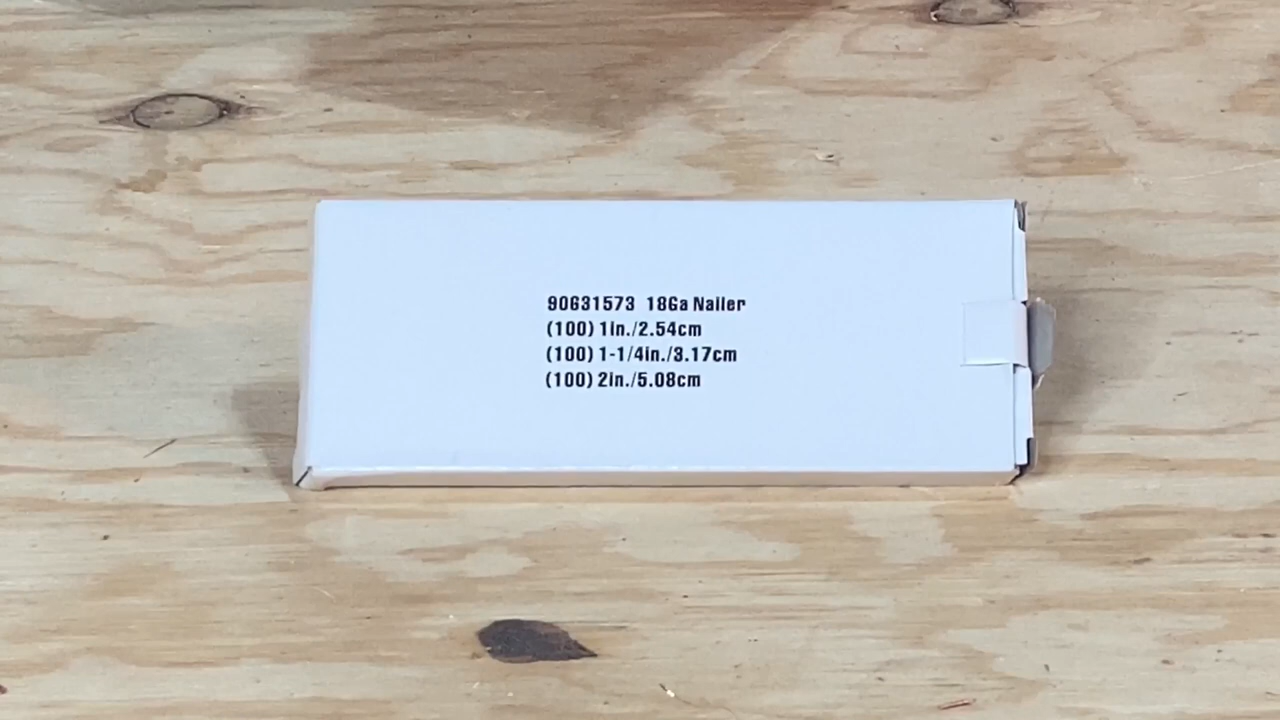 90631573 18Ga Nailer
(100) 1in./2.54cm
(100) 1-1/4in./3.17cm
(100) 2in./5.08cm